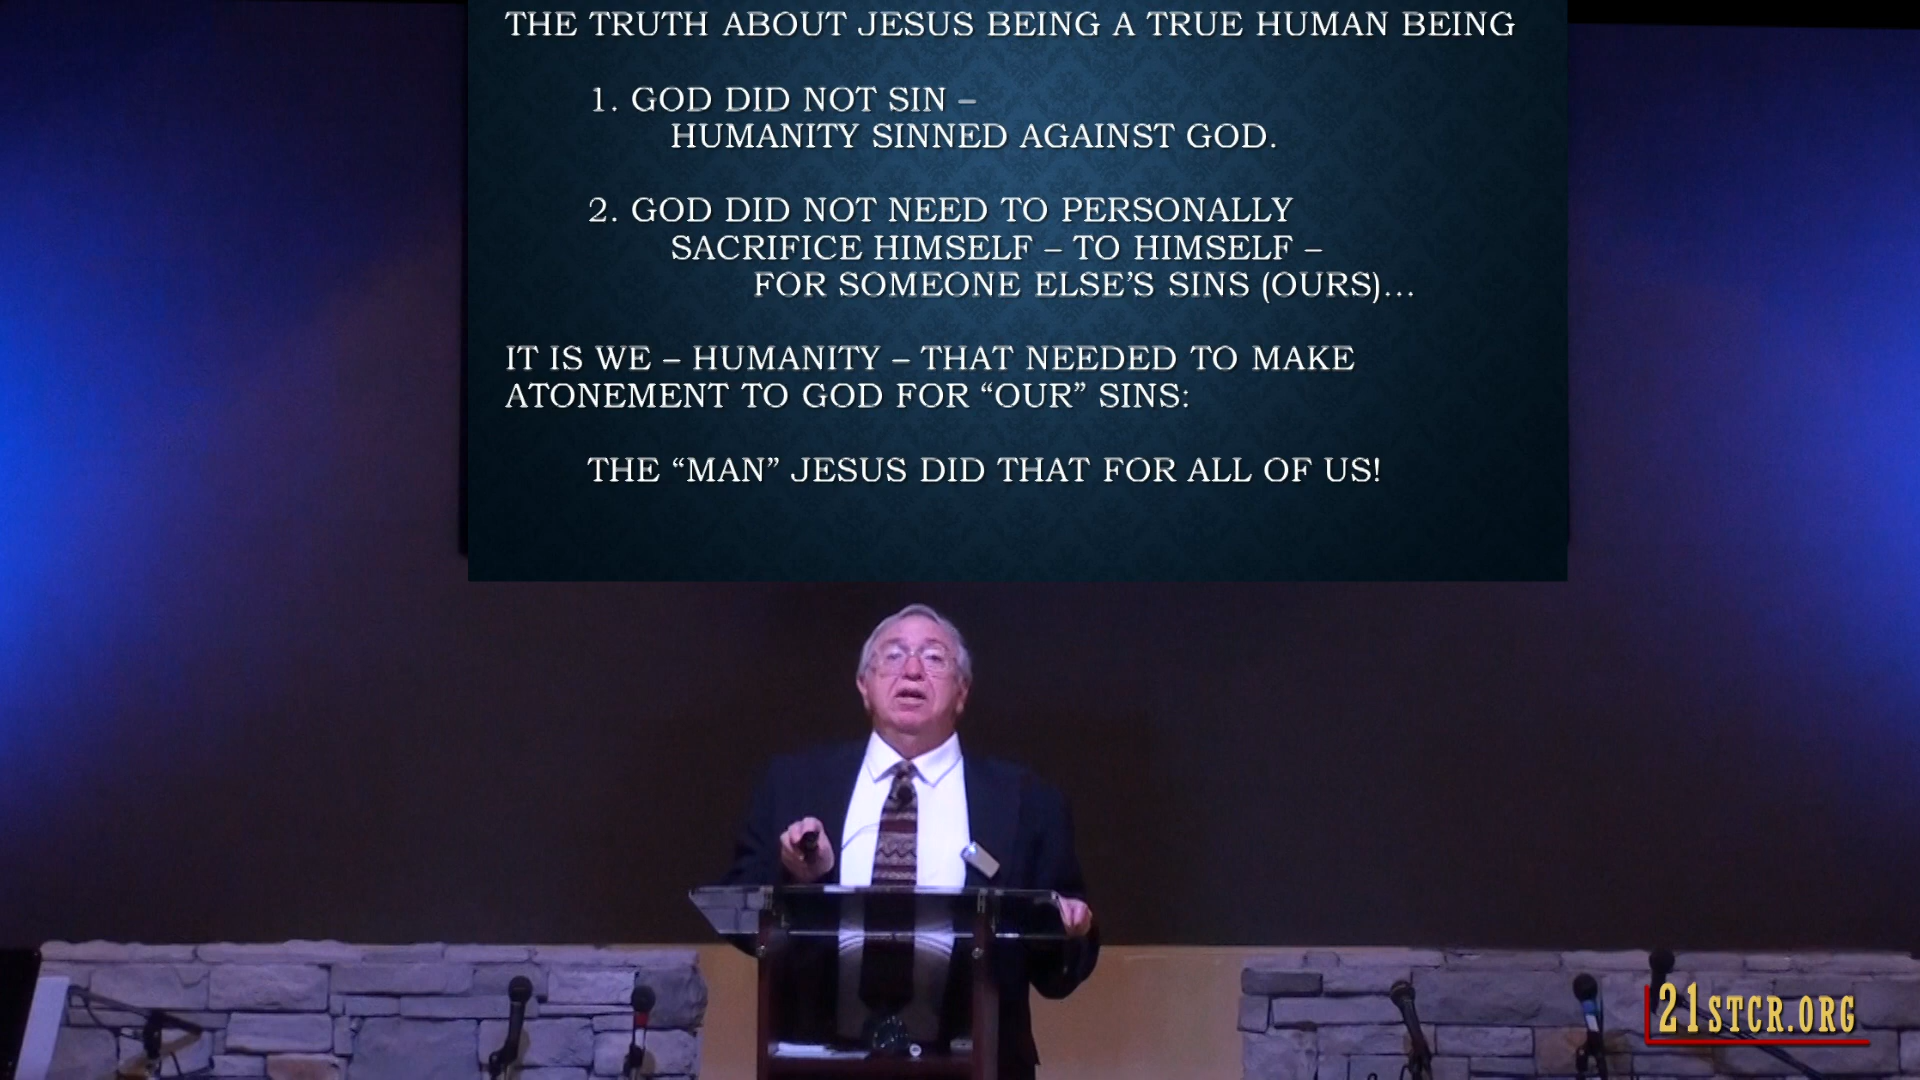 THE TRUTH ABOUT JESUS BEING A TRUE HUMAN BEING
1. GOD DID NOT SIN –
HUMANITY SINNED AGAINST GOD.
2. GOD DID NOT NEED TO PERSONALLY
SACRIFICE HIMSELF – TO HIMSELF –
FOR SOMEONE ELSE’S SINS (OURS)…
IT IS WE – HUMANITY – THAT NEEDED TO MAKE
ATONEMENT TO GOD FOR “OUR” SINS:
THE “MAN” JESUS DID THAT FOR ALL OF US!
21STCR.ORG